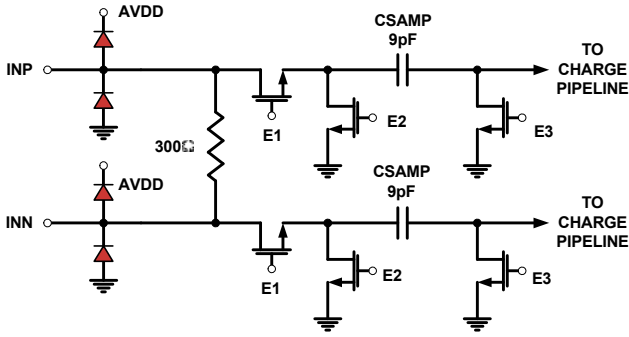 AVDD
CSAMP
9pF
INP
TO
CHARGE
PIPELINE
E1
E2
E3
300
AVDD
CSAMP
9pF
INN
TO
CHARGE
PIPELINE
E1
E2
E3